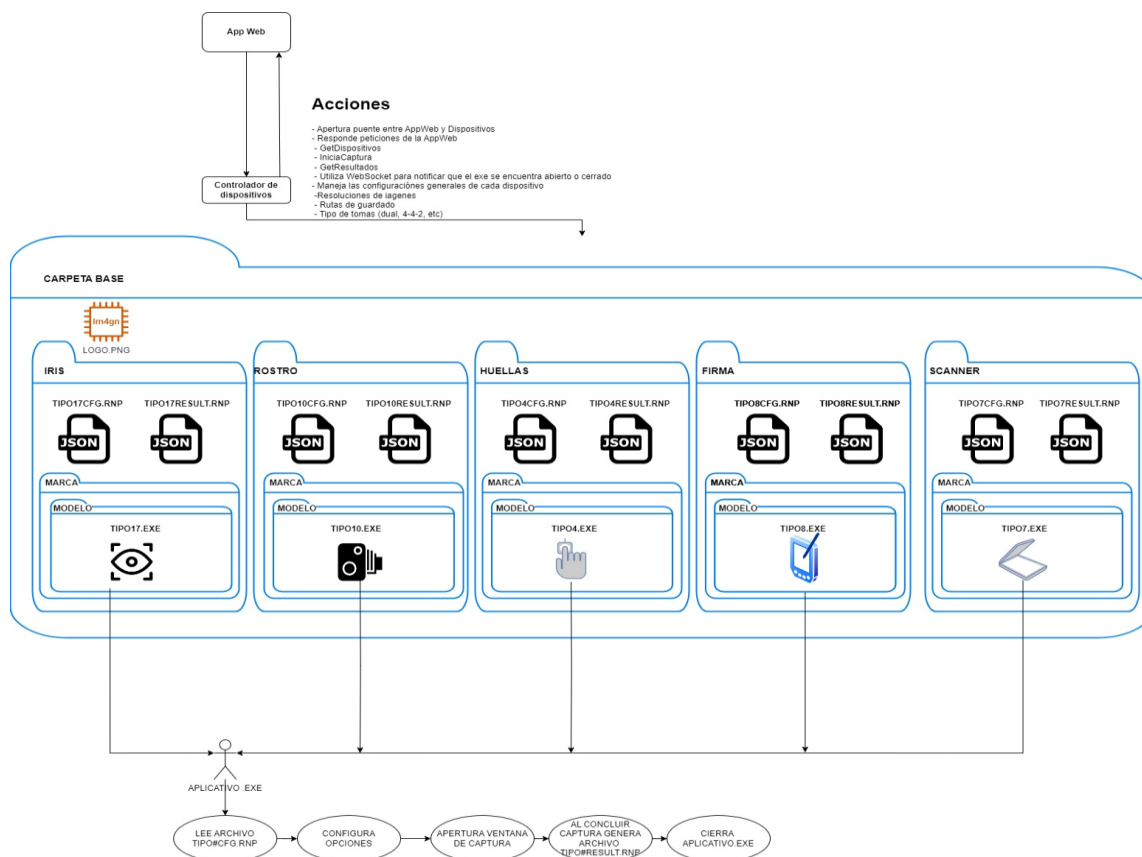 App Web
Acciones
- Apertura puente entre AppWeb y Dispositivos
- Responde peticiones de la AppWeb
- GetDispositivos
- IniciaCaptura
- GetResultados
- Utiliza WebSocket para notificar que el exe se encuentra abierto o cerrado
- Maneja las configuraciònes generales de cada dispositivo
-Resoluciones de iagenes
- Rutas de guardado
- Tipo de tomas (dual, 4-4-2, etc)
Controlador de
dispositivos
CARPETA BASE
Im4gn
LOGO.PNG
IRIS
TIPO17CFG.RNP
TIPO17RESULT.RNP
JSON
JSON
MARCA
MODELO
TIPO17.EXE
ROSTRO
TIPO10CFG.RNP
TIPO10RESULT.RNP
JSON
JSON
MARCA
MODELO
TIPO10.EXE
HUELLAS
TIPO4CFG.RNP
TIPO4RESULT.RNP
JSON
JSON
MARCA
MODELO
TIPO4.EXE
FIRMA
TIPO8CFG.RNP
TIPO8RESULT.RNP
JSON
JSON
MARCA
MODELO
TIPO8.EXE
SCANNER
TIPO7CFG.RNP
TIPO7RESULT.RNP
JSON
JSON
MARCA
MODELO
TIPO7.EXE
APLICATIVO .EXE
LEE ARCHIVO
TIPO#CFG.RNP
CONFIGURA
OPCIONES
APERTURA VENTANA
DE CAPTURA
AL CONCLUIR
CAPTURA GENERA
ARCHIVO
TIPO#RESULT.RNP
CIERRA
APLICATIVO.EXE